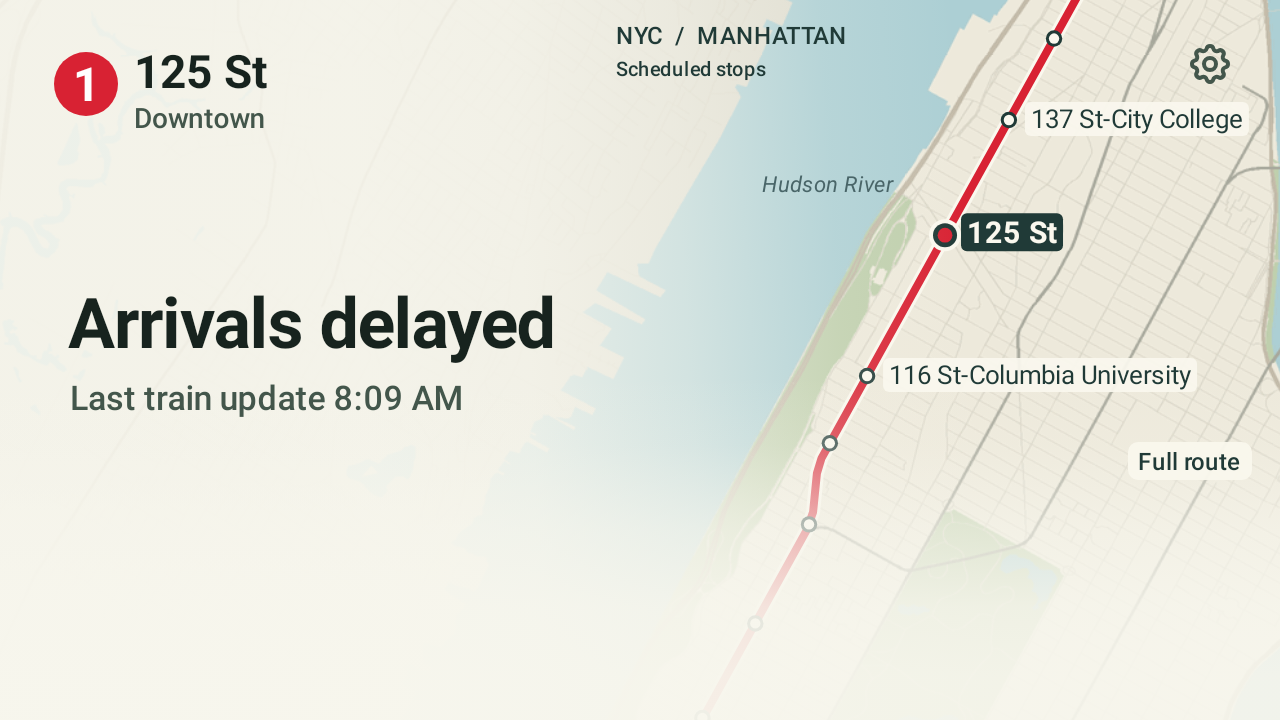 1
125 St
Downtown
NYC / MANHATTAN
Scheduled stops
137 St-City College
Hudson River
125 St
Arrivals delayed
Last train update 8:09 AM
116 St-Columbia University
Full route